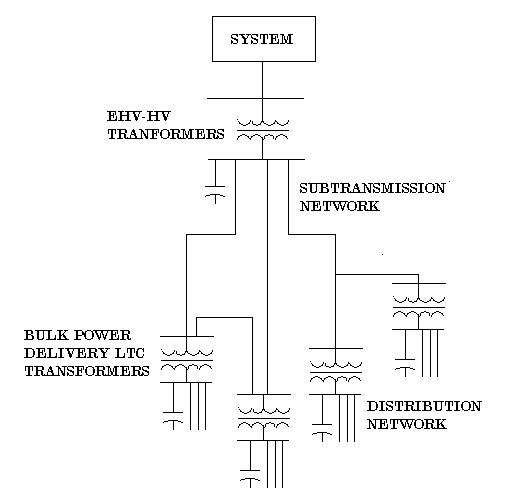 SYSTEM
EHV-HV
TRANFORMERS
SUBTRANSMISSION
NETWORK
BULK POWER
DELIVERY LTC
TRANSFORMERS
DISTRIBUTION
NETWORK